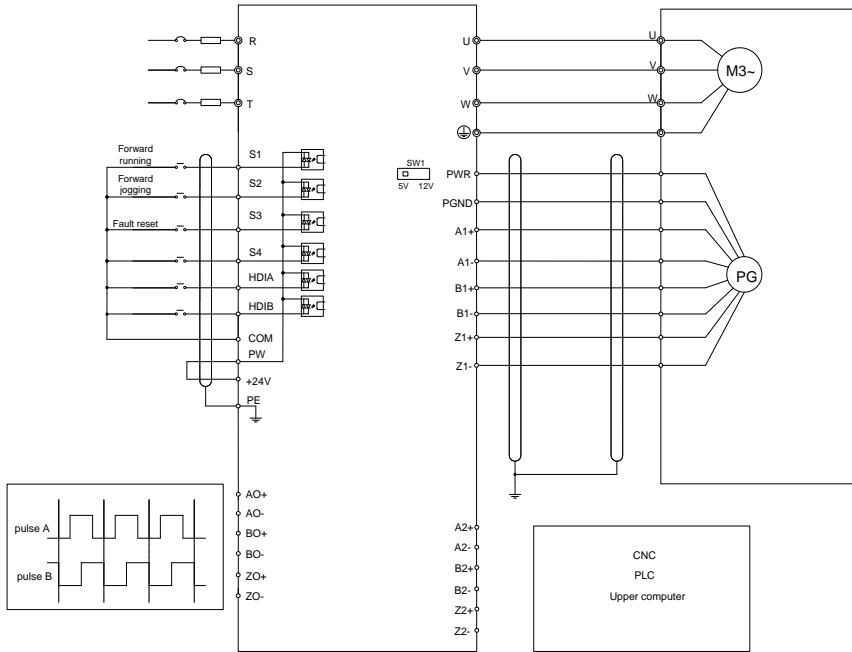 R
S
T
U
V
W
U
V
W
M3~
Forward
running
Forward
jogging
Fault reset
S1
S2
S3
S4
HDIA
HDIB
COM
PW
+24V
PE
SW1
5V 12V
PWR
PGND
A1+
A1-
B1+
B1-
Z1+
Z1-
PG
pulse A
pulse B
AO+
AO-
BO+
BO-
ZO+
ZO-
A2+
A2-
B2+
B2-
Z2+
Z2-
CNC
PLC
Upper computer